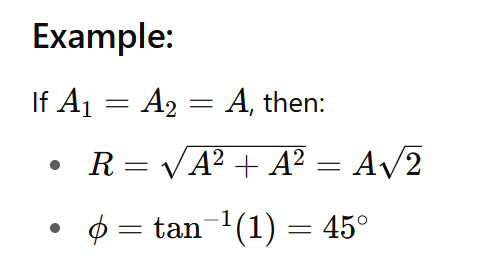 Example:
If A₁ = A₂ = A, then:
• R = √(A² + A²) = A√2
• ϕ = tan⁻¹(1) = 45°